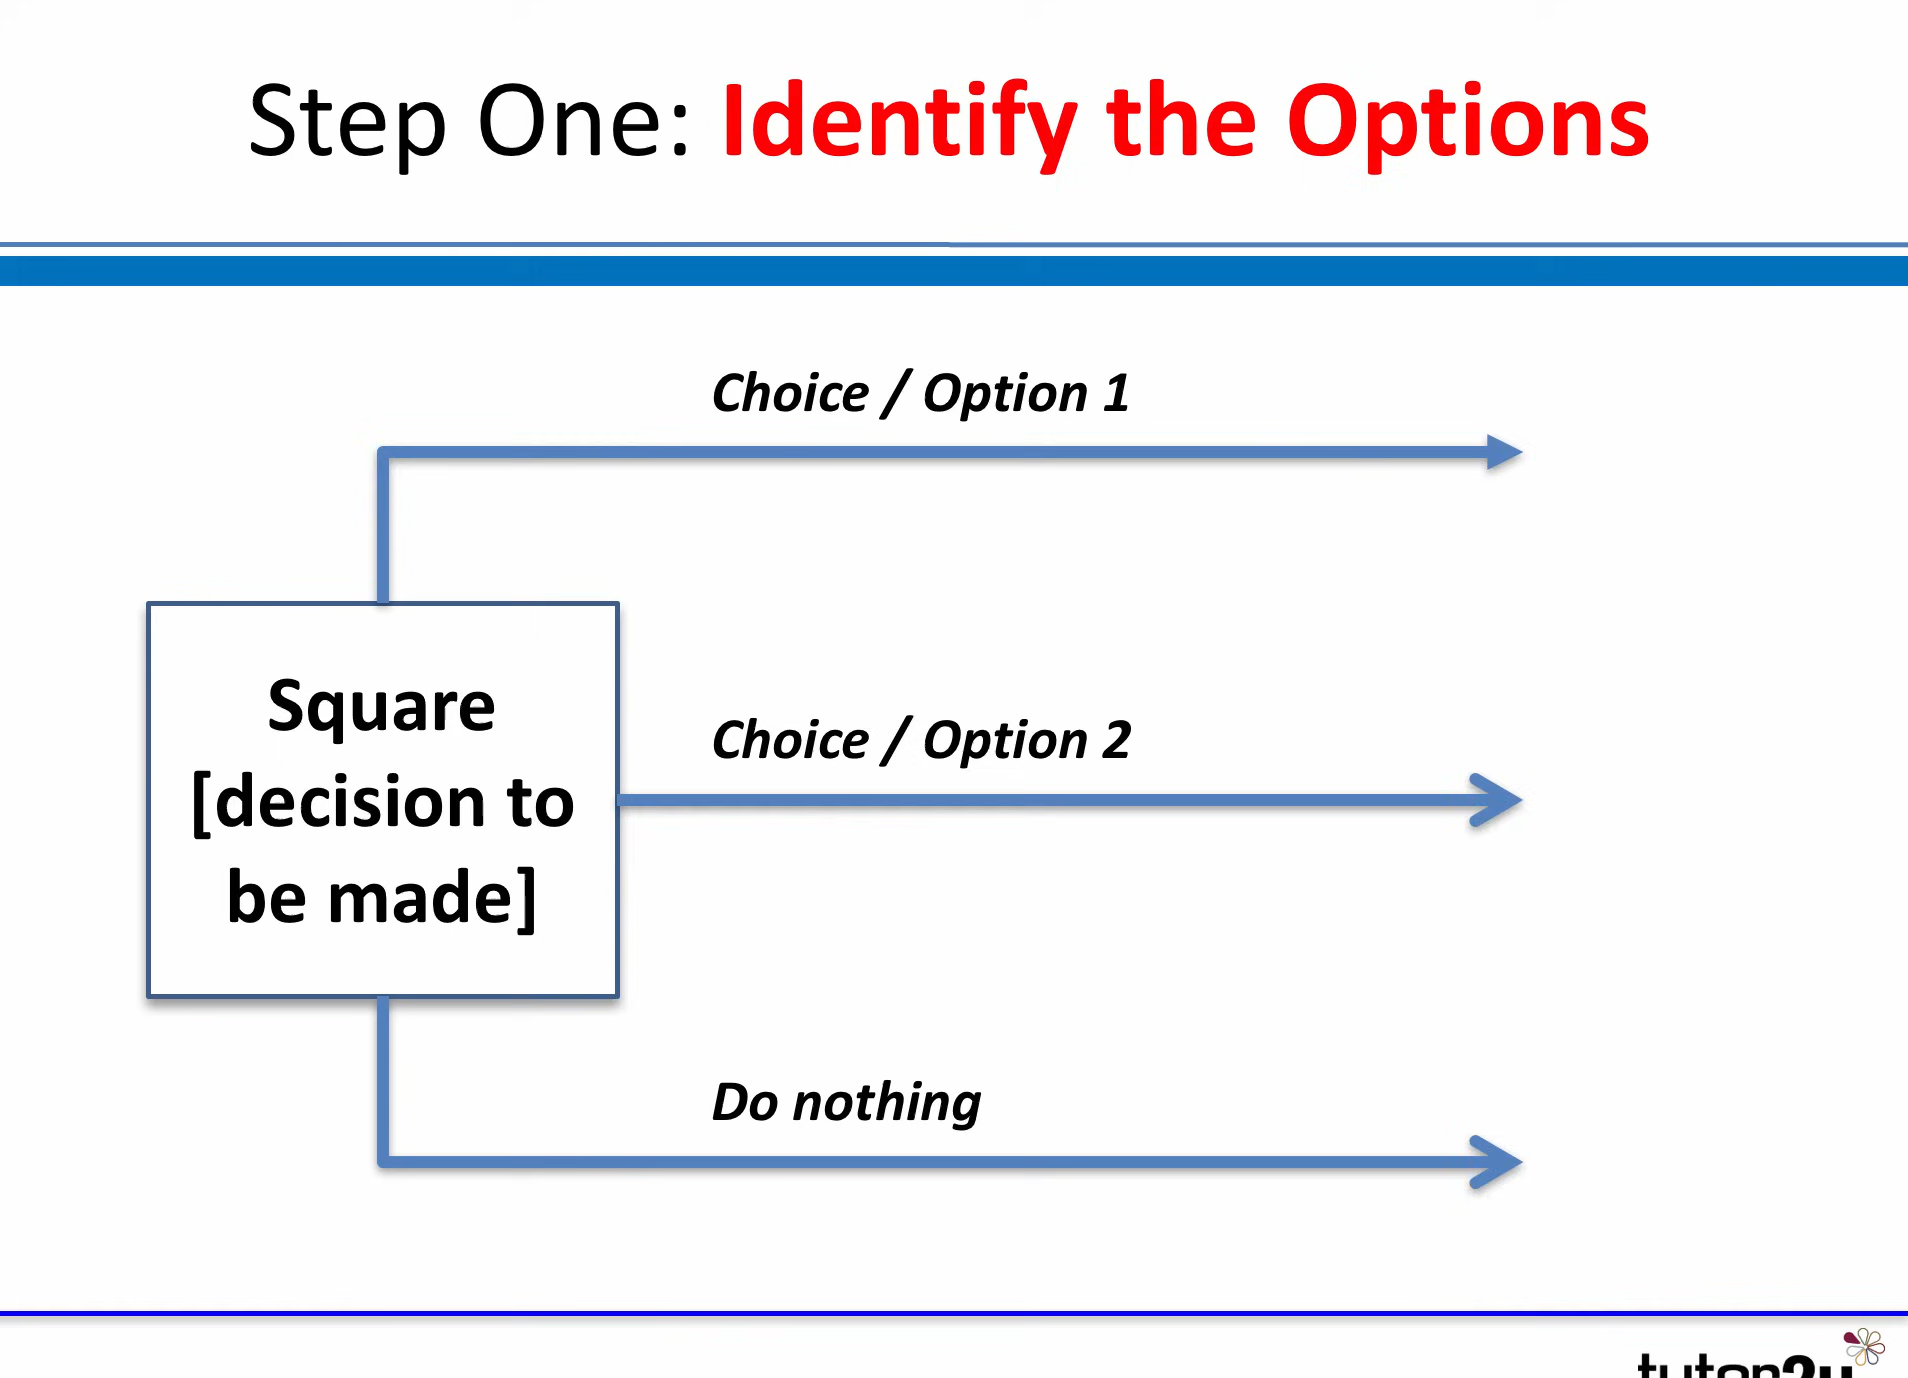 Step One: Identify the Options
Choice / Option 1
Square
[decision to
be made]
Choice / Option 2
Do nothing
tutor2u